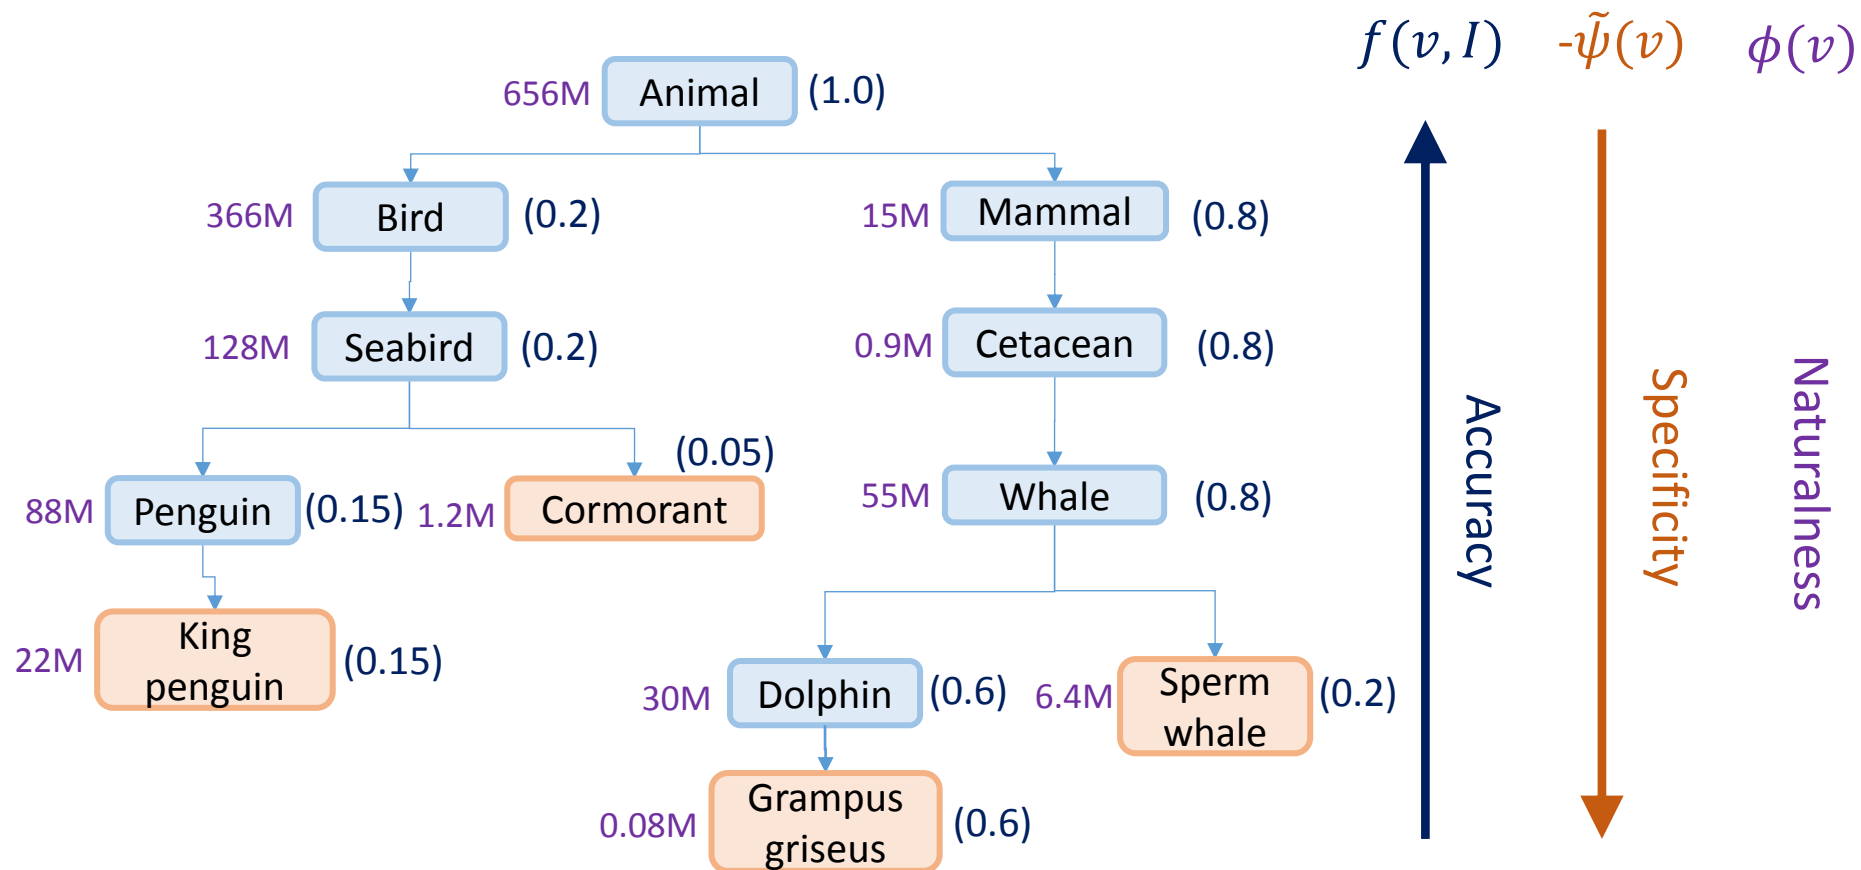 f(v, I) -ψ̃(v) ϕ(v)
656M Animal (1.0)
366M Bird (0.2) 15M Mammal (0.8)
128M Seabird (0.2) 0.9M Cetacean (0.8)
(0.05)
88M Penguin (0.15) 1.2M Cormorant 55M Whale (0.8)
Accuracy
Specificity
Naturalness
22M King
penguin (0.15)
30M Dolphin (0.6) 6.4M Sperm
whale (0.2)
0.08M Grampus
griseus (0.6)